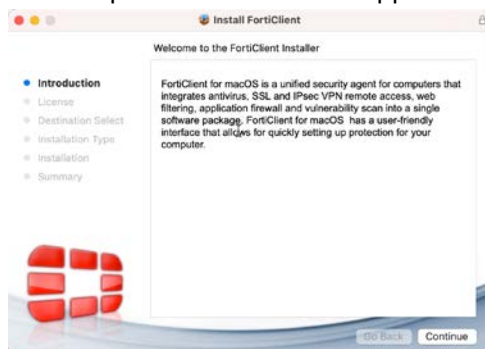 Install FortiClient
Welcome to the FortiClient Installer
Introduction
License
Destination Select
Installation Type
Installation
Summary
FortiClient for macOS is a unified security agent for computers that
integrates antivirus, SSL and IPsec VPN remote access, web
filtering, application firewall and vulnerability scan into a single
software package. FortiClient for macOS has a user-friendly
interface that allows for quickly setting up protection for your
computer.
Go Back
Continue